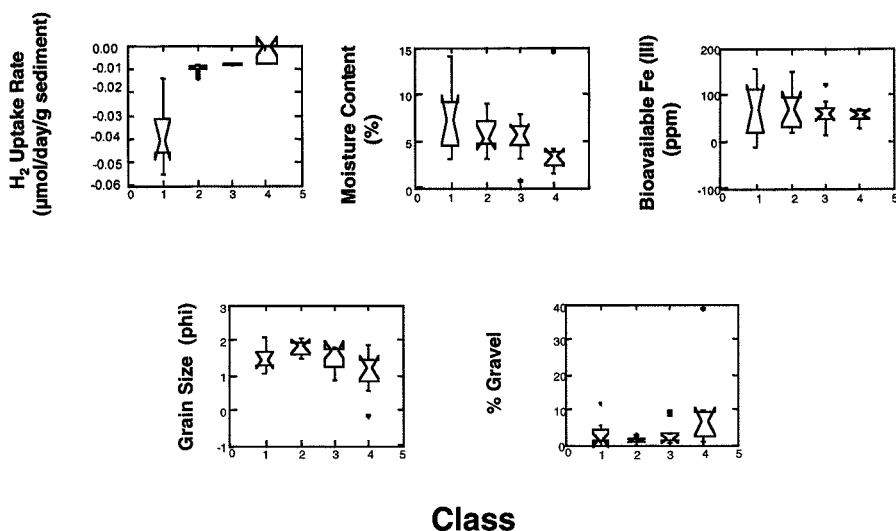 H2 Uptake Rate
(µmol/day/g sediment)
0.00
-0.01
-0.02
-0.03
-0.04
-0.05
-0.06
0 1 2 3 4 5
Moisture Content
(%)
15
10
5
0 1 2 3 4 5
Bioavailable Fe (III)
(ppm)
200
100
0
-100
0 1 2 3 4 5
Grain Size (phi)
3
2
1
0
-1
0 1 2 3 4 5
% Gravel
40
30
20
10
0
0 1 2 3 4 5
Class